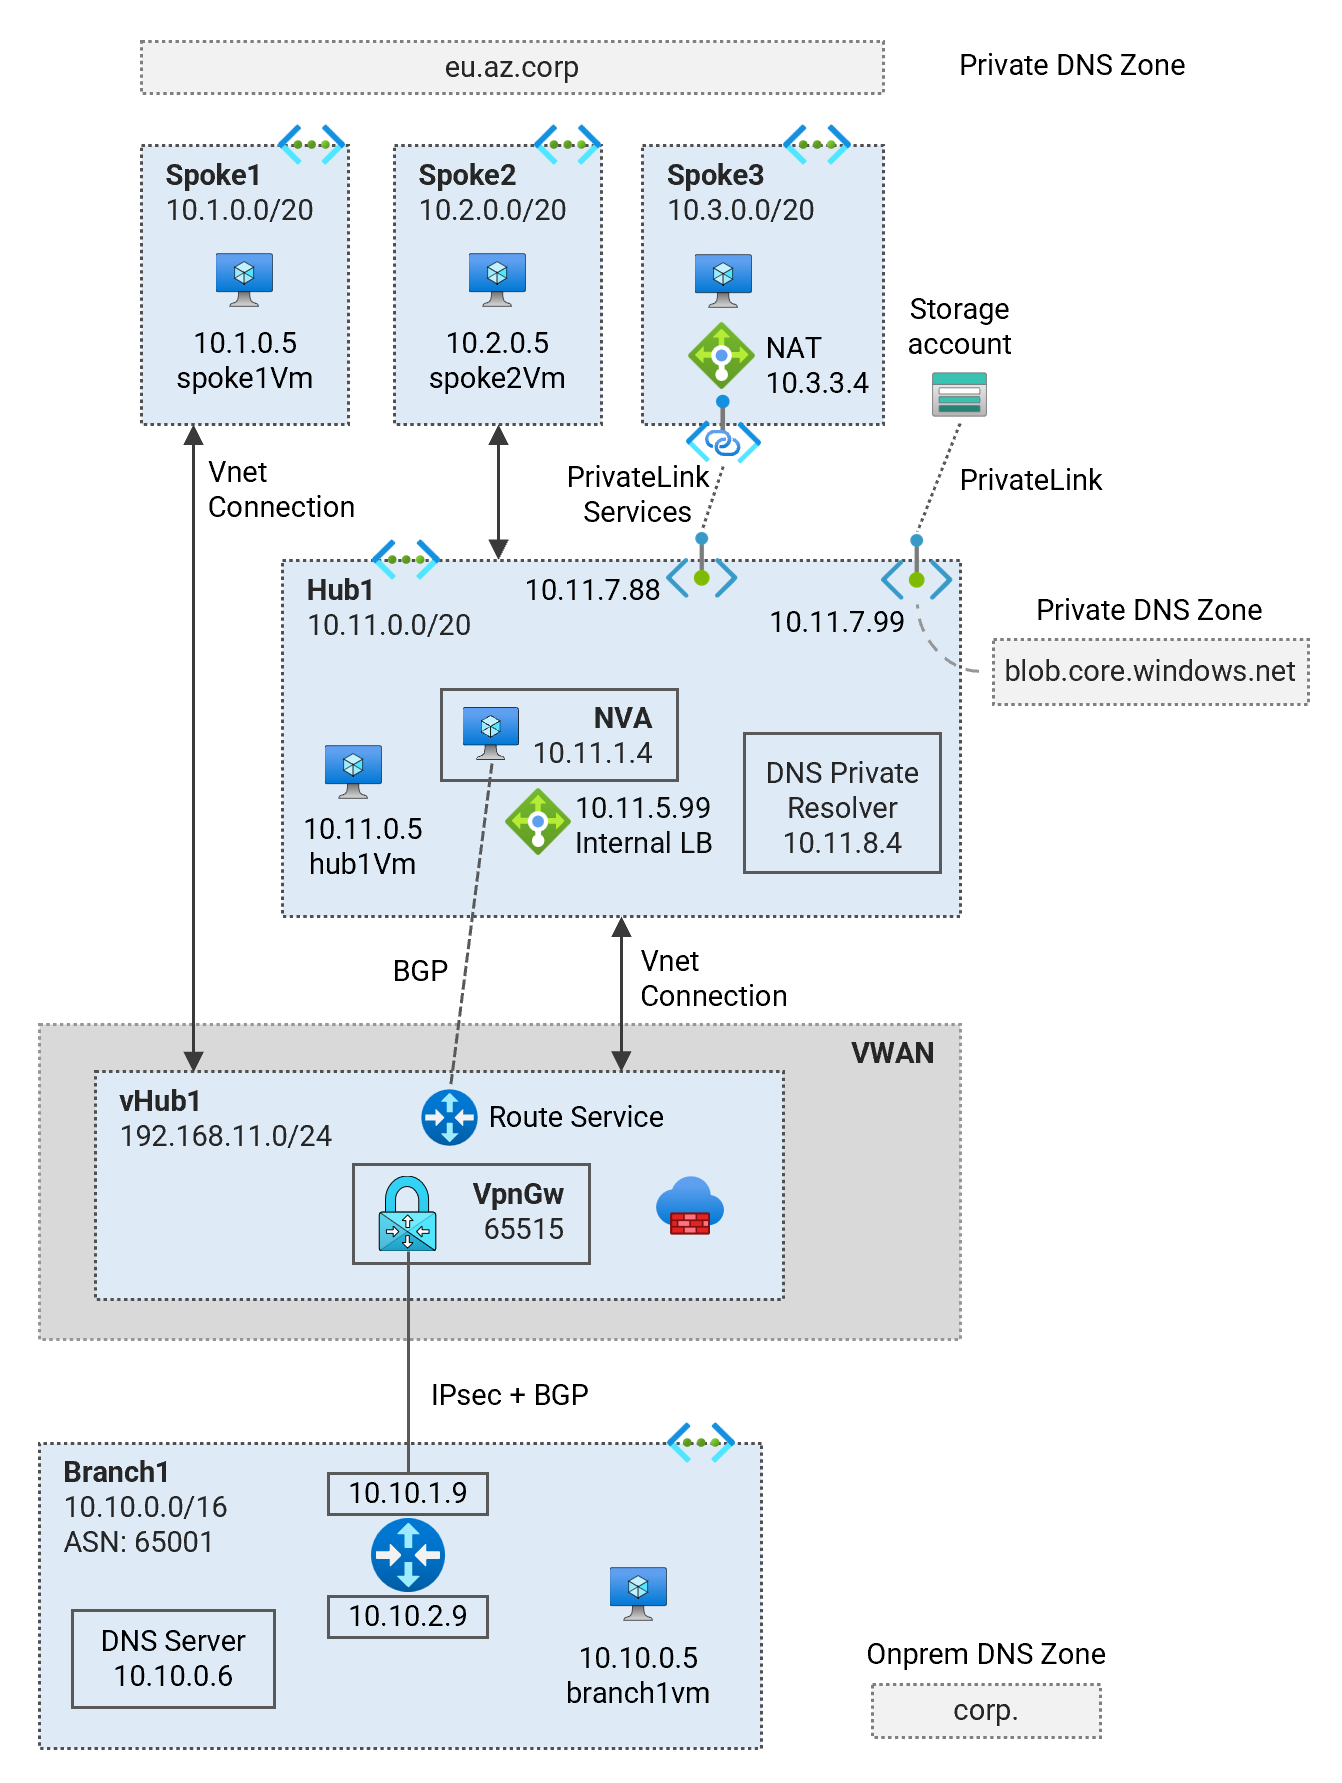 eu.az.corp
Private DNS Zone
Spoke1
10.1.0.0/20
10.1.0.5
spoke1Vm
Spoke2
10.2.0.0/20
10.2.0.5
spoke2Vm
Spoke3
10.3.0.0/20
NAT
10.3.3.4
Storage
account
Vnet
Connection
PrivateLink
Services
PrivateLink
Hub1
10.11.0.0/20
10.11.7.88
10.11.7.99
Private DNS Zone
blob.core.windows.net
NVA
10.11.1.4
10.11.0.5
hub1Vm
10.11.5.99
Internal LB
DNS Private
Resolver
10.11.8.4
BGP
Vnet
Connection
VWAN
vHub1
192.168.11.0/24
Route Service
VpnGw
65515
IPsec + BGP
Branch1
10.10.0.0/16
ASN: 65001
10.10.1.9
10.10.2.9
DNS Server
10.10.0.6
10.10.0.5
branch1vm
Onprem DNS Zone
corp.